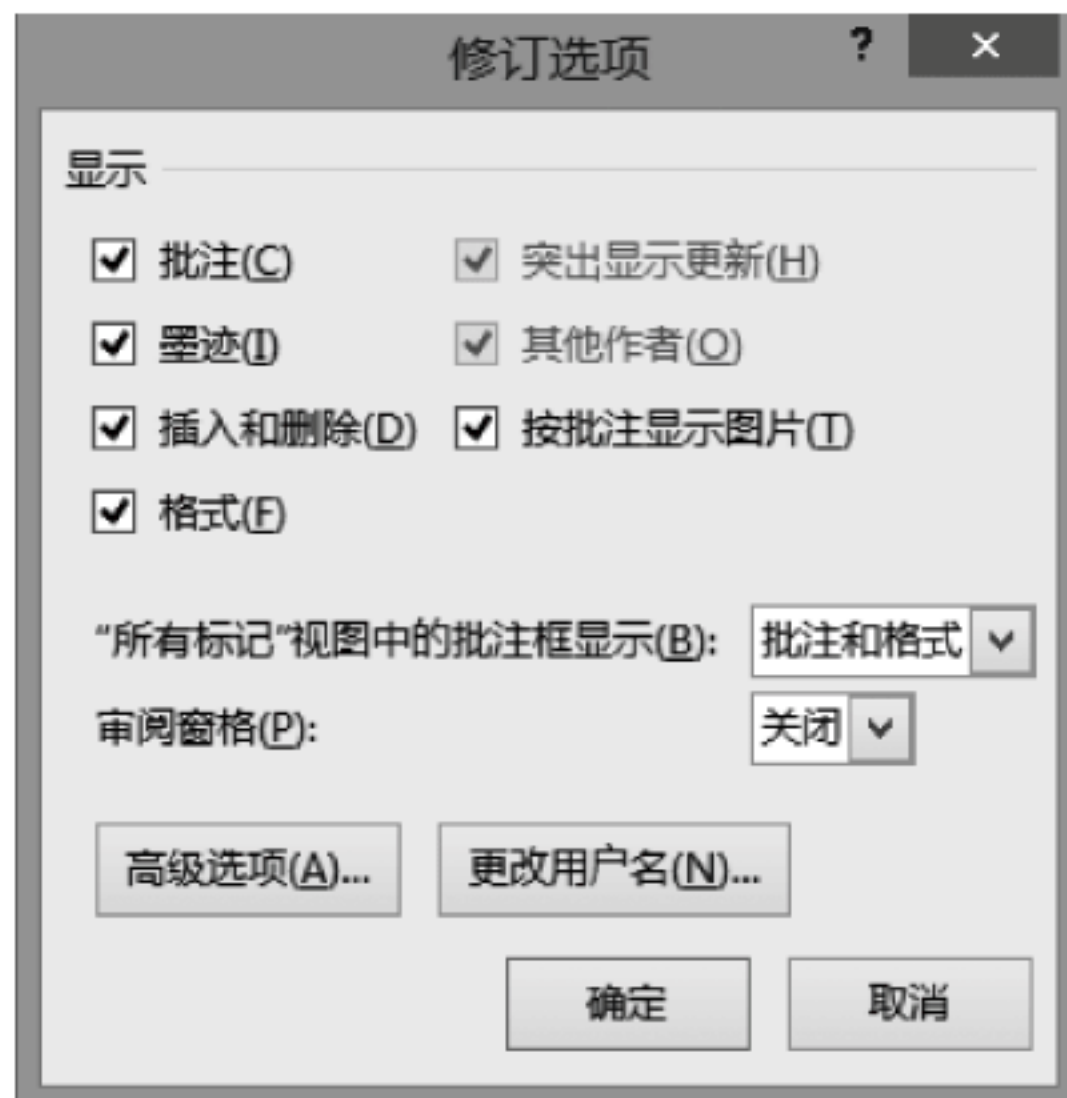 修订选项 ? ×
显示
批注(C) 突出显示更新(H)
墨迹(I) 其他作者(O)
插入和删除(D) 按批注显示图片(T)
格式(F)
“所有标记”视图中的批注框显示(B): 批注和格式
审阅窗格(P): 关闭
高级选项(A)... 更改用户名(N)...
确定 取消